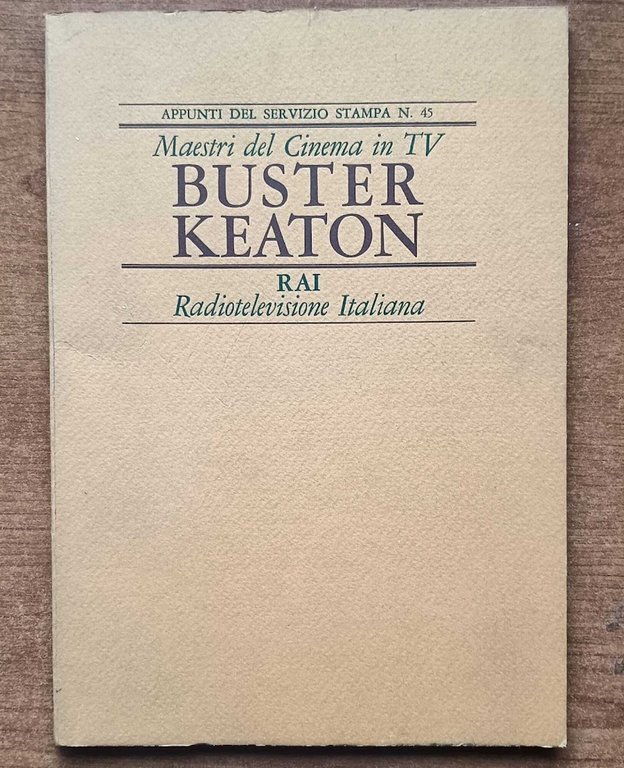 APPUNTI DEL SERVIZIO STAMPA N. 45
Maestri del Cinema in TV
BUSTER
KEATON
RAI
Radiotelevisione Italiana